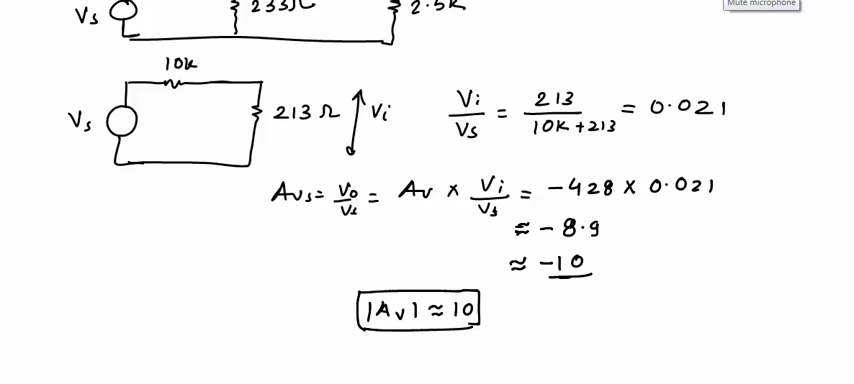 Mute microphone
Vs 233Ω 2.5K
10K
Vs 213 Ω Vi Vi/Vs = 213/10K+213 = 0.021
Avs = Vo/Vs = Av × Vi/Vs = -428 × 0.021
≈ -8.9
≈ -10
|Av| ≈ 10